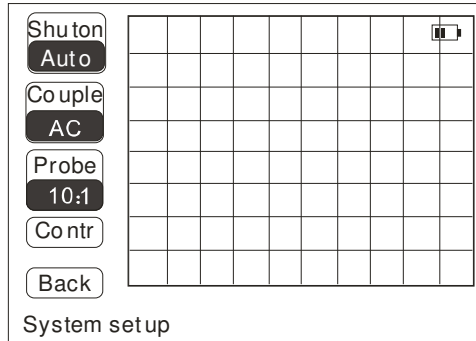 Shuton
Auto
Couple
AC
Probe
10:1
Contr
Back
System setup